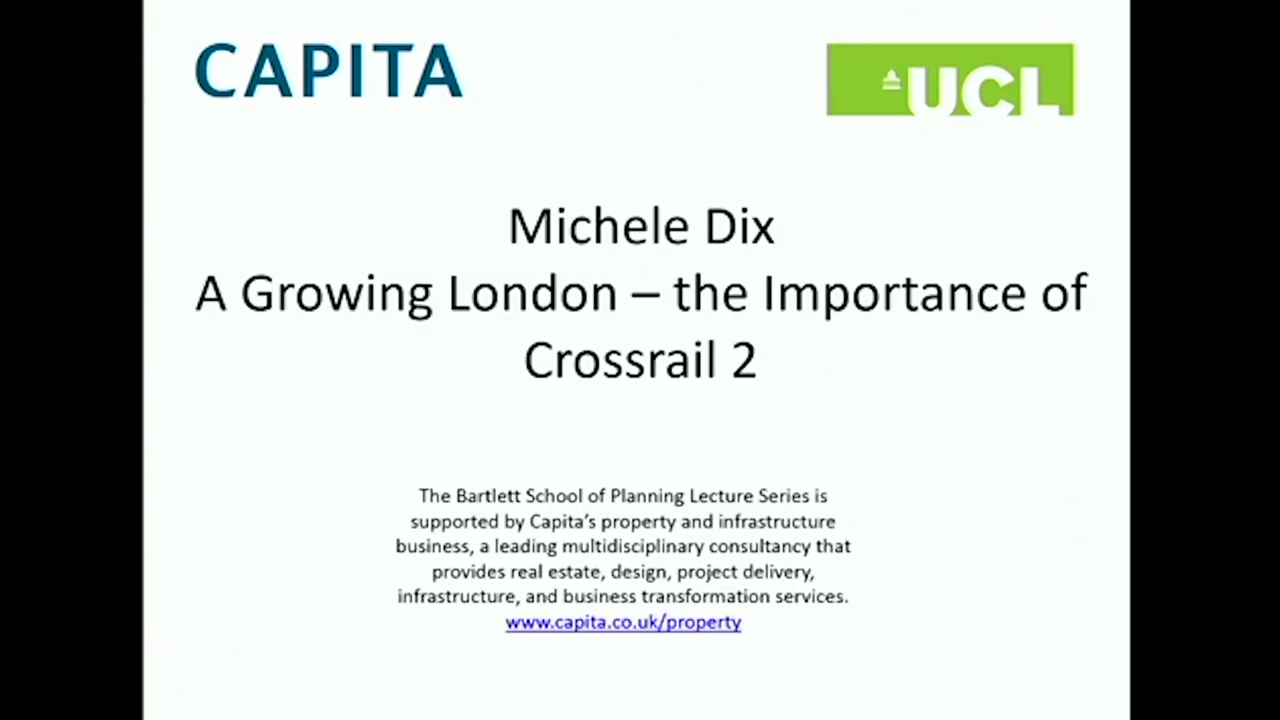 CAPITA
UCL
Michele Dix
A Growing London – the Importance of
Crossrail 2
The Bartlett School of Planning Lecture Series is
supported by Capita's property and infrastructure
business, a leading multidisciplinary consultancy that
provides real estate, design, project delivery,
infrastructure, and business transformation services.
www.capita.co.uk/property